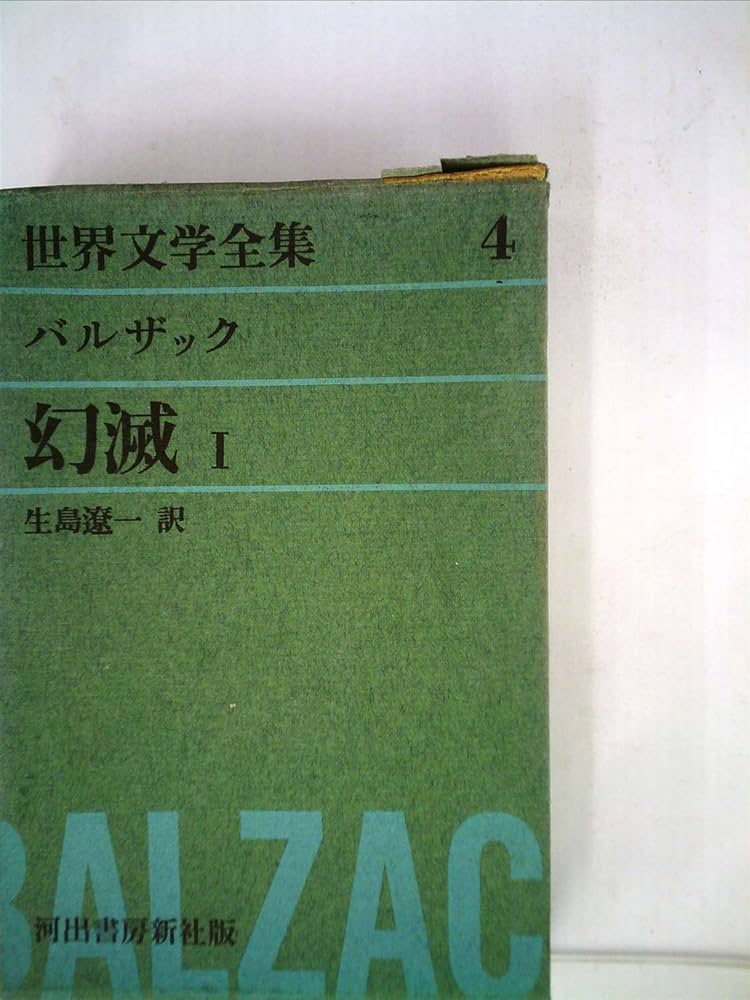 世界文学全集 4
バルザック
幻滅 I
生島遼一 訳
BALZAC
河出書房新社版